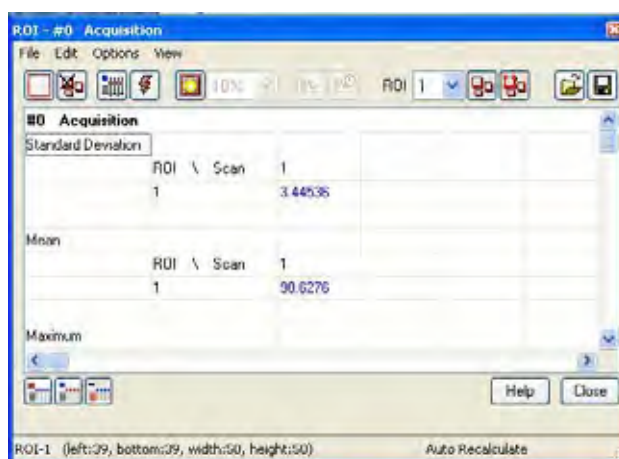 ROI - #0 Acquisition
File Edit Options View
ROI 1
#0 Acquisition
Standard Deviation
ROI \ Scan 1
1 3.44536
Mean
ROI \ Scan 1
1 90.6276
Maximum
Help Close
ROI-1 (left:39, bottom:39, width:50, height:50) Auto Recalculate